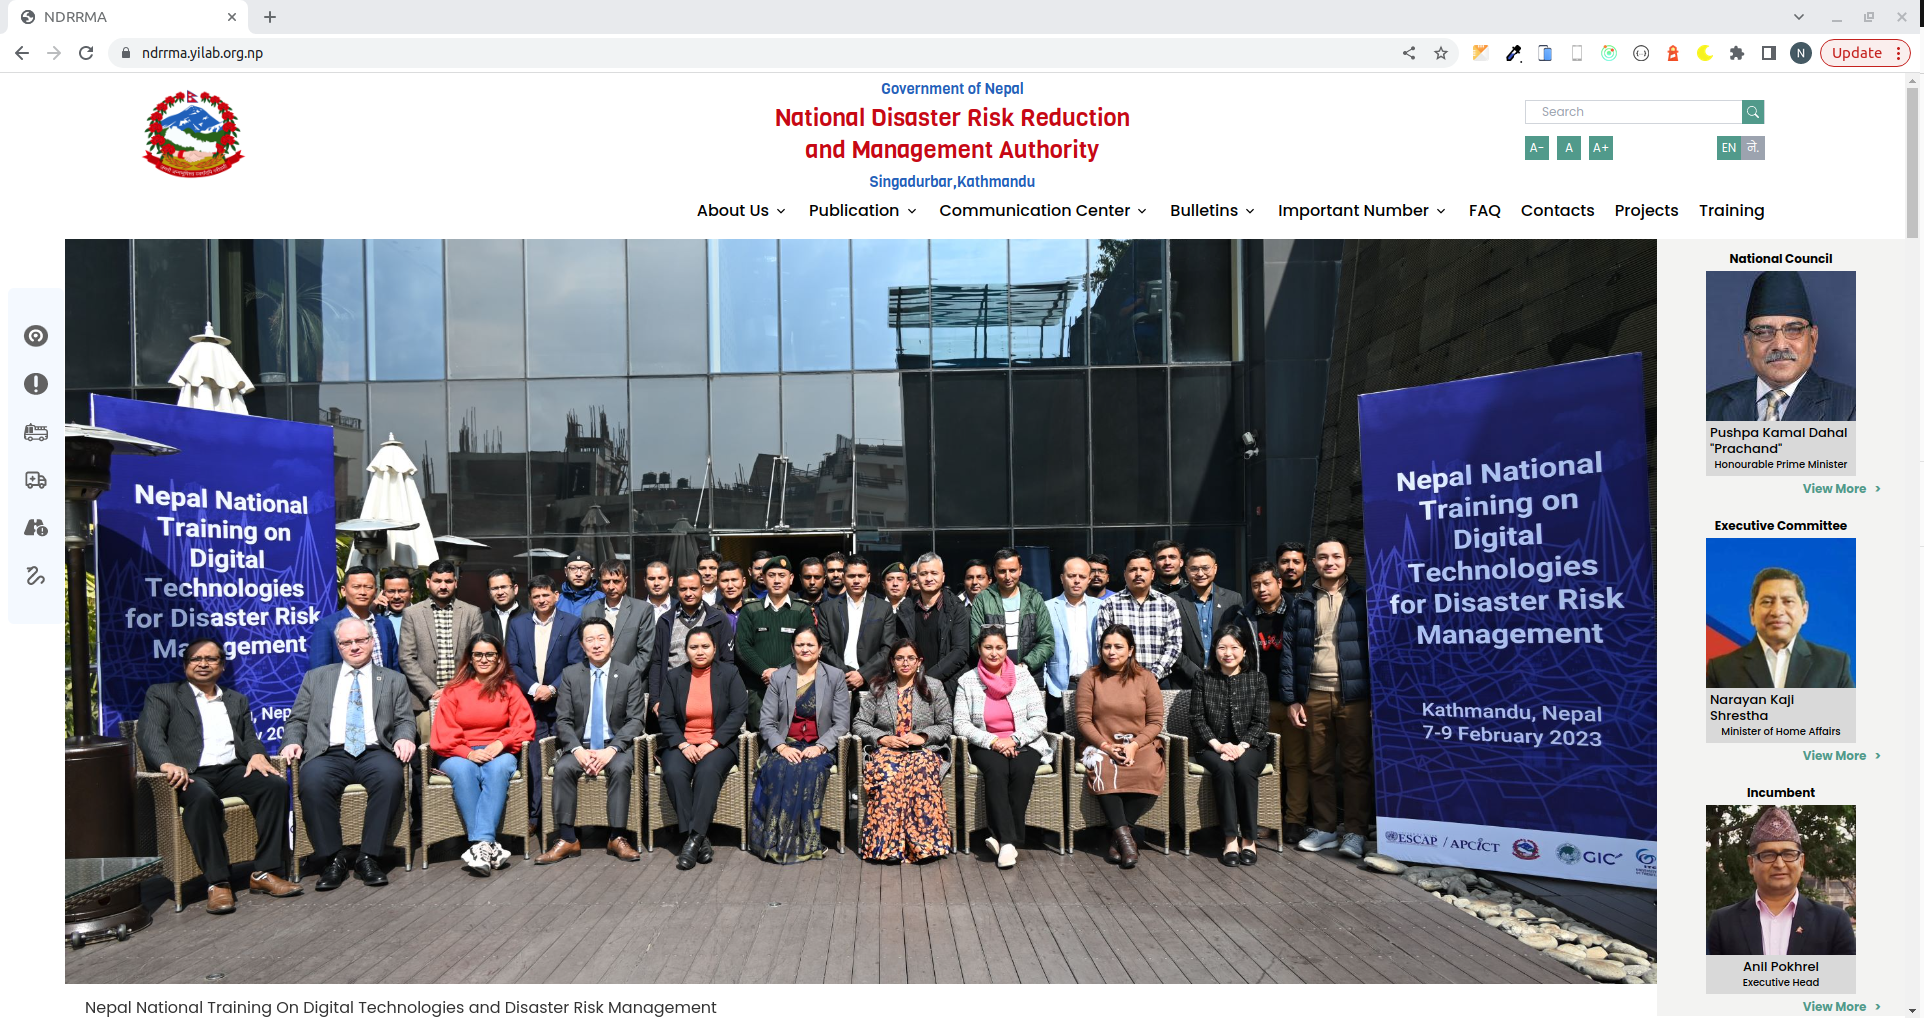 NDRRMA
ndrrma.yilab.org.np
N
Update
Government of Nepal
National Disaster Risk Reduction
and Management Authority
Singadurbar,Kathmandu
Search
A-
A
A+
EN
ने.
About Us
Publication
Communication Center
Bulletins
Important Number
FAQ
Contacts
Projects
Training
Nepal National
Training on
Digital
Technologies
for Disaster Risk
Management
Nepal National
Training on
Digital
Technologies
for Disaster Risk
Management
Kathmandu, Nepal
7-9 February 2023
ESCAP / APCICT
GIC
National Council
Pushpa Kamal Dahal
"Prachand"
Honourable Prime Minister
View More >
Executive Committee
Narayan Kaji
Shrestha
Minister of Home Affairs
View More >
Incumbent
Anil Pokhrel
Executive Head
View More >
Nepal National Training On Digital Technologies and Disaster Risk Management